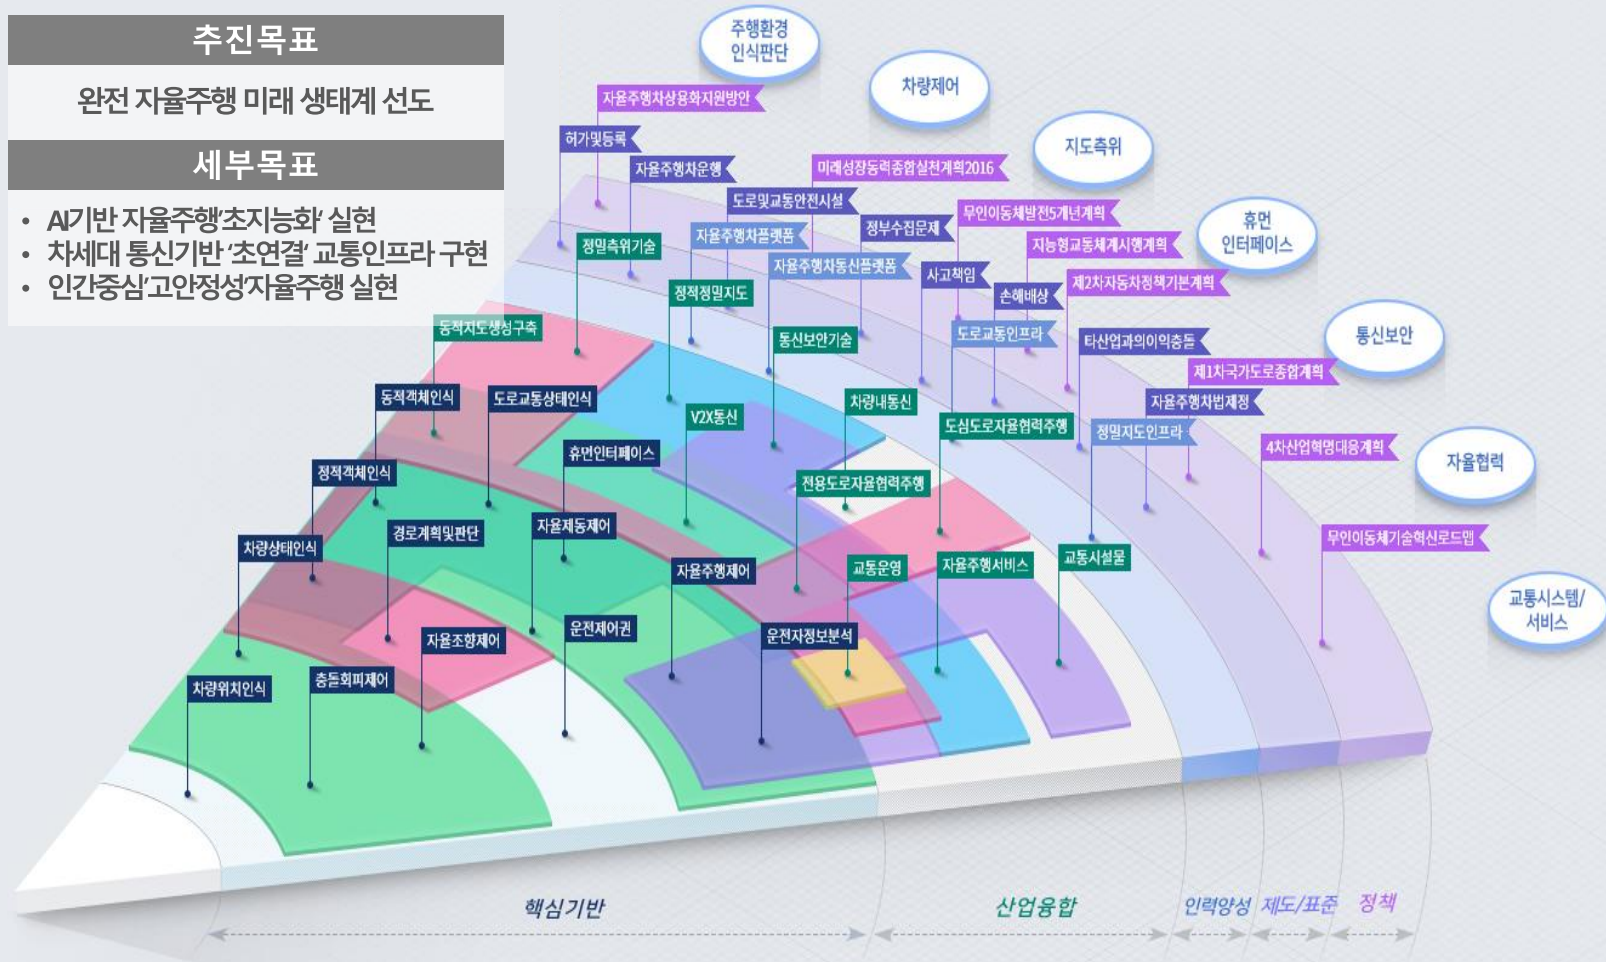 추진목표
완전 자율주행 미래 생태계 선도
세부목표
• AI기반 자율주행'초지능화' 실현
• 차세대 통신기반 '초연결' 교통인프라 구현
• 인간중심'고안정성'자율주행 실현
주행환경
인식판단
차량제어
지도측위
휴먼
인터페이스
통신보안
자율협력
교통시스템/
서비스
자율주행차상용화지원방안
허가및등록
자율주행차운행
미래성장동력종합실천계획2016
도로및교통안전시설
무인이동체발전5개년계획
정부수집문제
자율주행차플랫폼
정밀측위기술
지능형교통체계시행계획
자율주행차통신플랫폼
사고책임
제2차자동차정책기본계획
정적정밀지도
손해배상
동적지도생성구축
통신보안기술
도로교통인프라
타산업과의이익충돌
제1차국가도로종합계획
동적객체인식
도로교통상태인식
차량내통신
자율주행차법제정
V2X통신
도심도로자율협력주행
정밀지도인프라
4차산업혁명대응계획
휴먼인터페이스
정적객체인식
전용도로자율협력주행
경로계획및판단
자율제동제어
무인이동체기술혁신로드맵
차량상태인식
자율주행제어
교통운영
자율주행서비스
교통시설물
자율조향제어
운전제어권
운전자정보분석
차량위치인식
충돌회피제어
핵심기반
산업융합
인력양성
제도/표준
정책